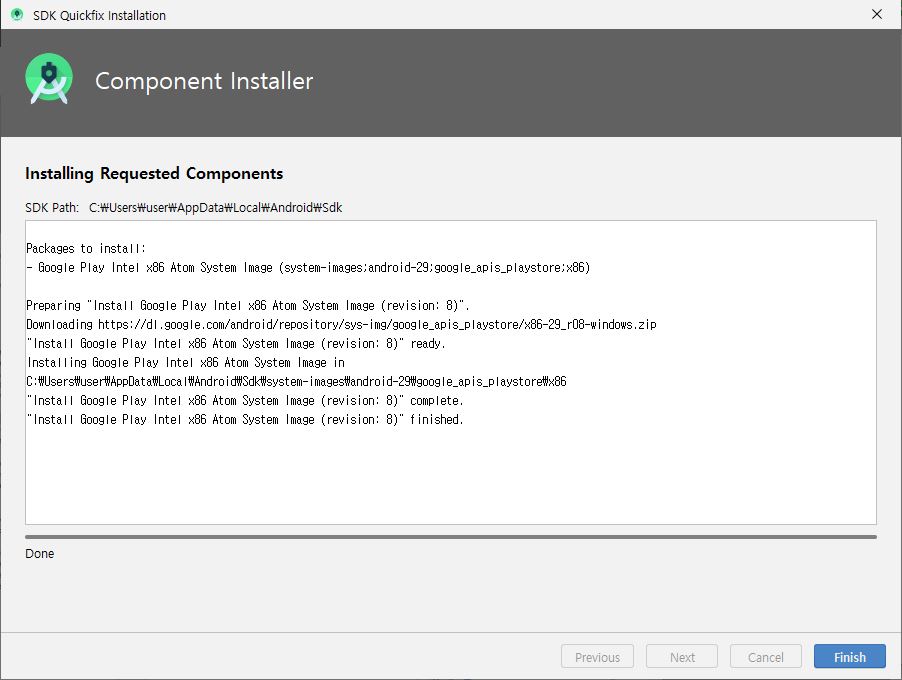 SDK Quickfix Installation
Component Installer
Installing Requested Components
SDK Path: C:₩Users₩user₩AppData₩Local₩Android₩Sdk
Packages to install:
- Google Play Intel x86 Atom System Image (system-images;android-29;google_apis_playstore;x86)
Preparing "Install Google Play Intel x86 Atom System Image (revision: 8)".
Downloading https://dl.google.com/android/repository/sys-img/google_apis_playstore/x86-29_r08-windows.zip
"Install Google Play Intel x86 Atom System Image (revision: 8)" ready.
Installing Google Play Intel x86 Atom System Image in
C:₩Users₩user₩AppData₩Local₩Android₩Sdk₩system-images₩android-29₩google_apis_playstore₩x86
"Install Google Play Intel x86 Atom System Image (revision: 8)" complete.
"Install Google Play Intel x86 Atom System Image (revision: 8)" finished.
Done
Previous Next Cancel Finish